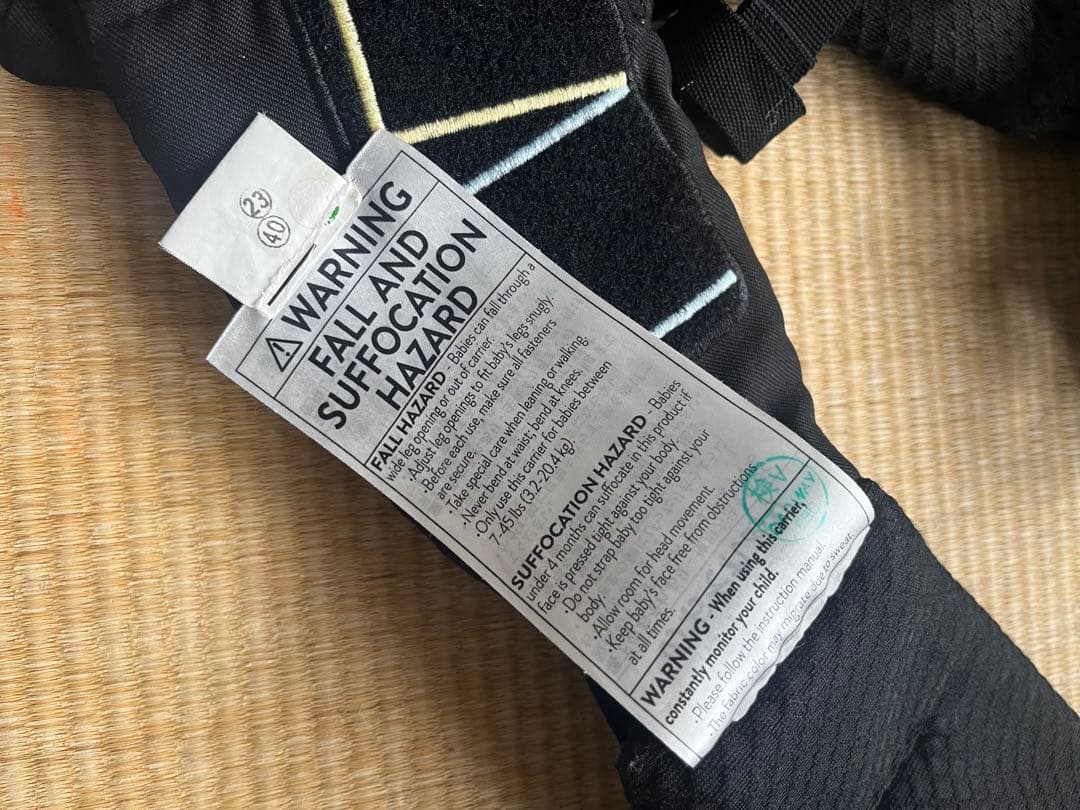 23
40
⚠ WARNING
FALL AND
SUFFOCATION
HAZARD
FALL HAZARD - Babies can fall through a
wide leg opening or out of carrier.
·Adjust leg openings to fit baby's legs snugly.
·Before each use, make sure all fasteners
are secure.
·Take special care when leaning or walking.
·Never bend at waist; bend at knees.
·Only use this carrier for babies between
7-45 lbs (3.2-20.4 kg).
SUFFOCATION HAZARD - Babies
under 4 months can suffocate in this product if
face is pressed tight against your body.
·Do not strap baby too tight against your
body.
·Allow room for head movement.
·Keep baby's face free from obstructions
at all times.
WARNING - When using this carrier,
constantly monitor your child.
·Please follow the instruction manual.
·The fabric color may migrate due to sweat
検 V